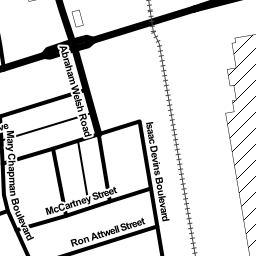 Abraham Welsh Road
Isaac Devins Boulevard
e Mary Chapman Boulevard
McCartney Street
Ron Attwell Street